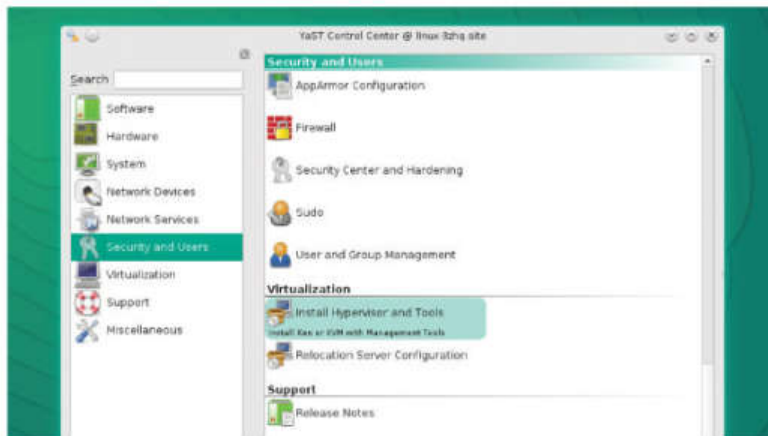 YaST Control Center @ linux-3zhq.site
Search
Software
Hardware
System
Network Devices
Network Services
Security and Users
Virtualization
Support
Miscellaneous
Security and Users
AppArmor Configuration
Firewall
Security Center and Hardening
Sudo
User and Group Management
Virtualization
Install Hypervisor and Tools
Install Xen or KVM with Management Tools
Relocation Server Configuration
Support
Release Notes